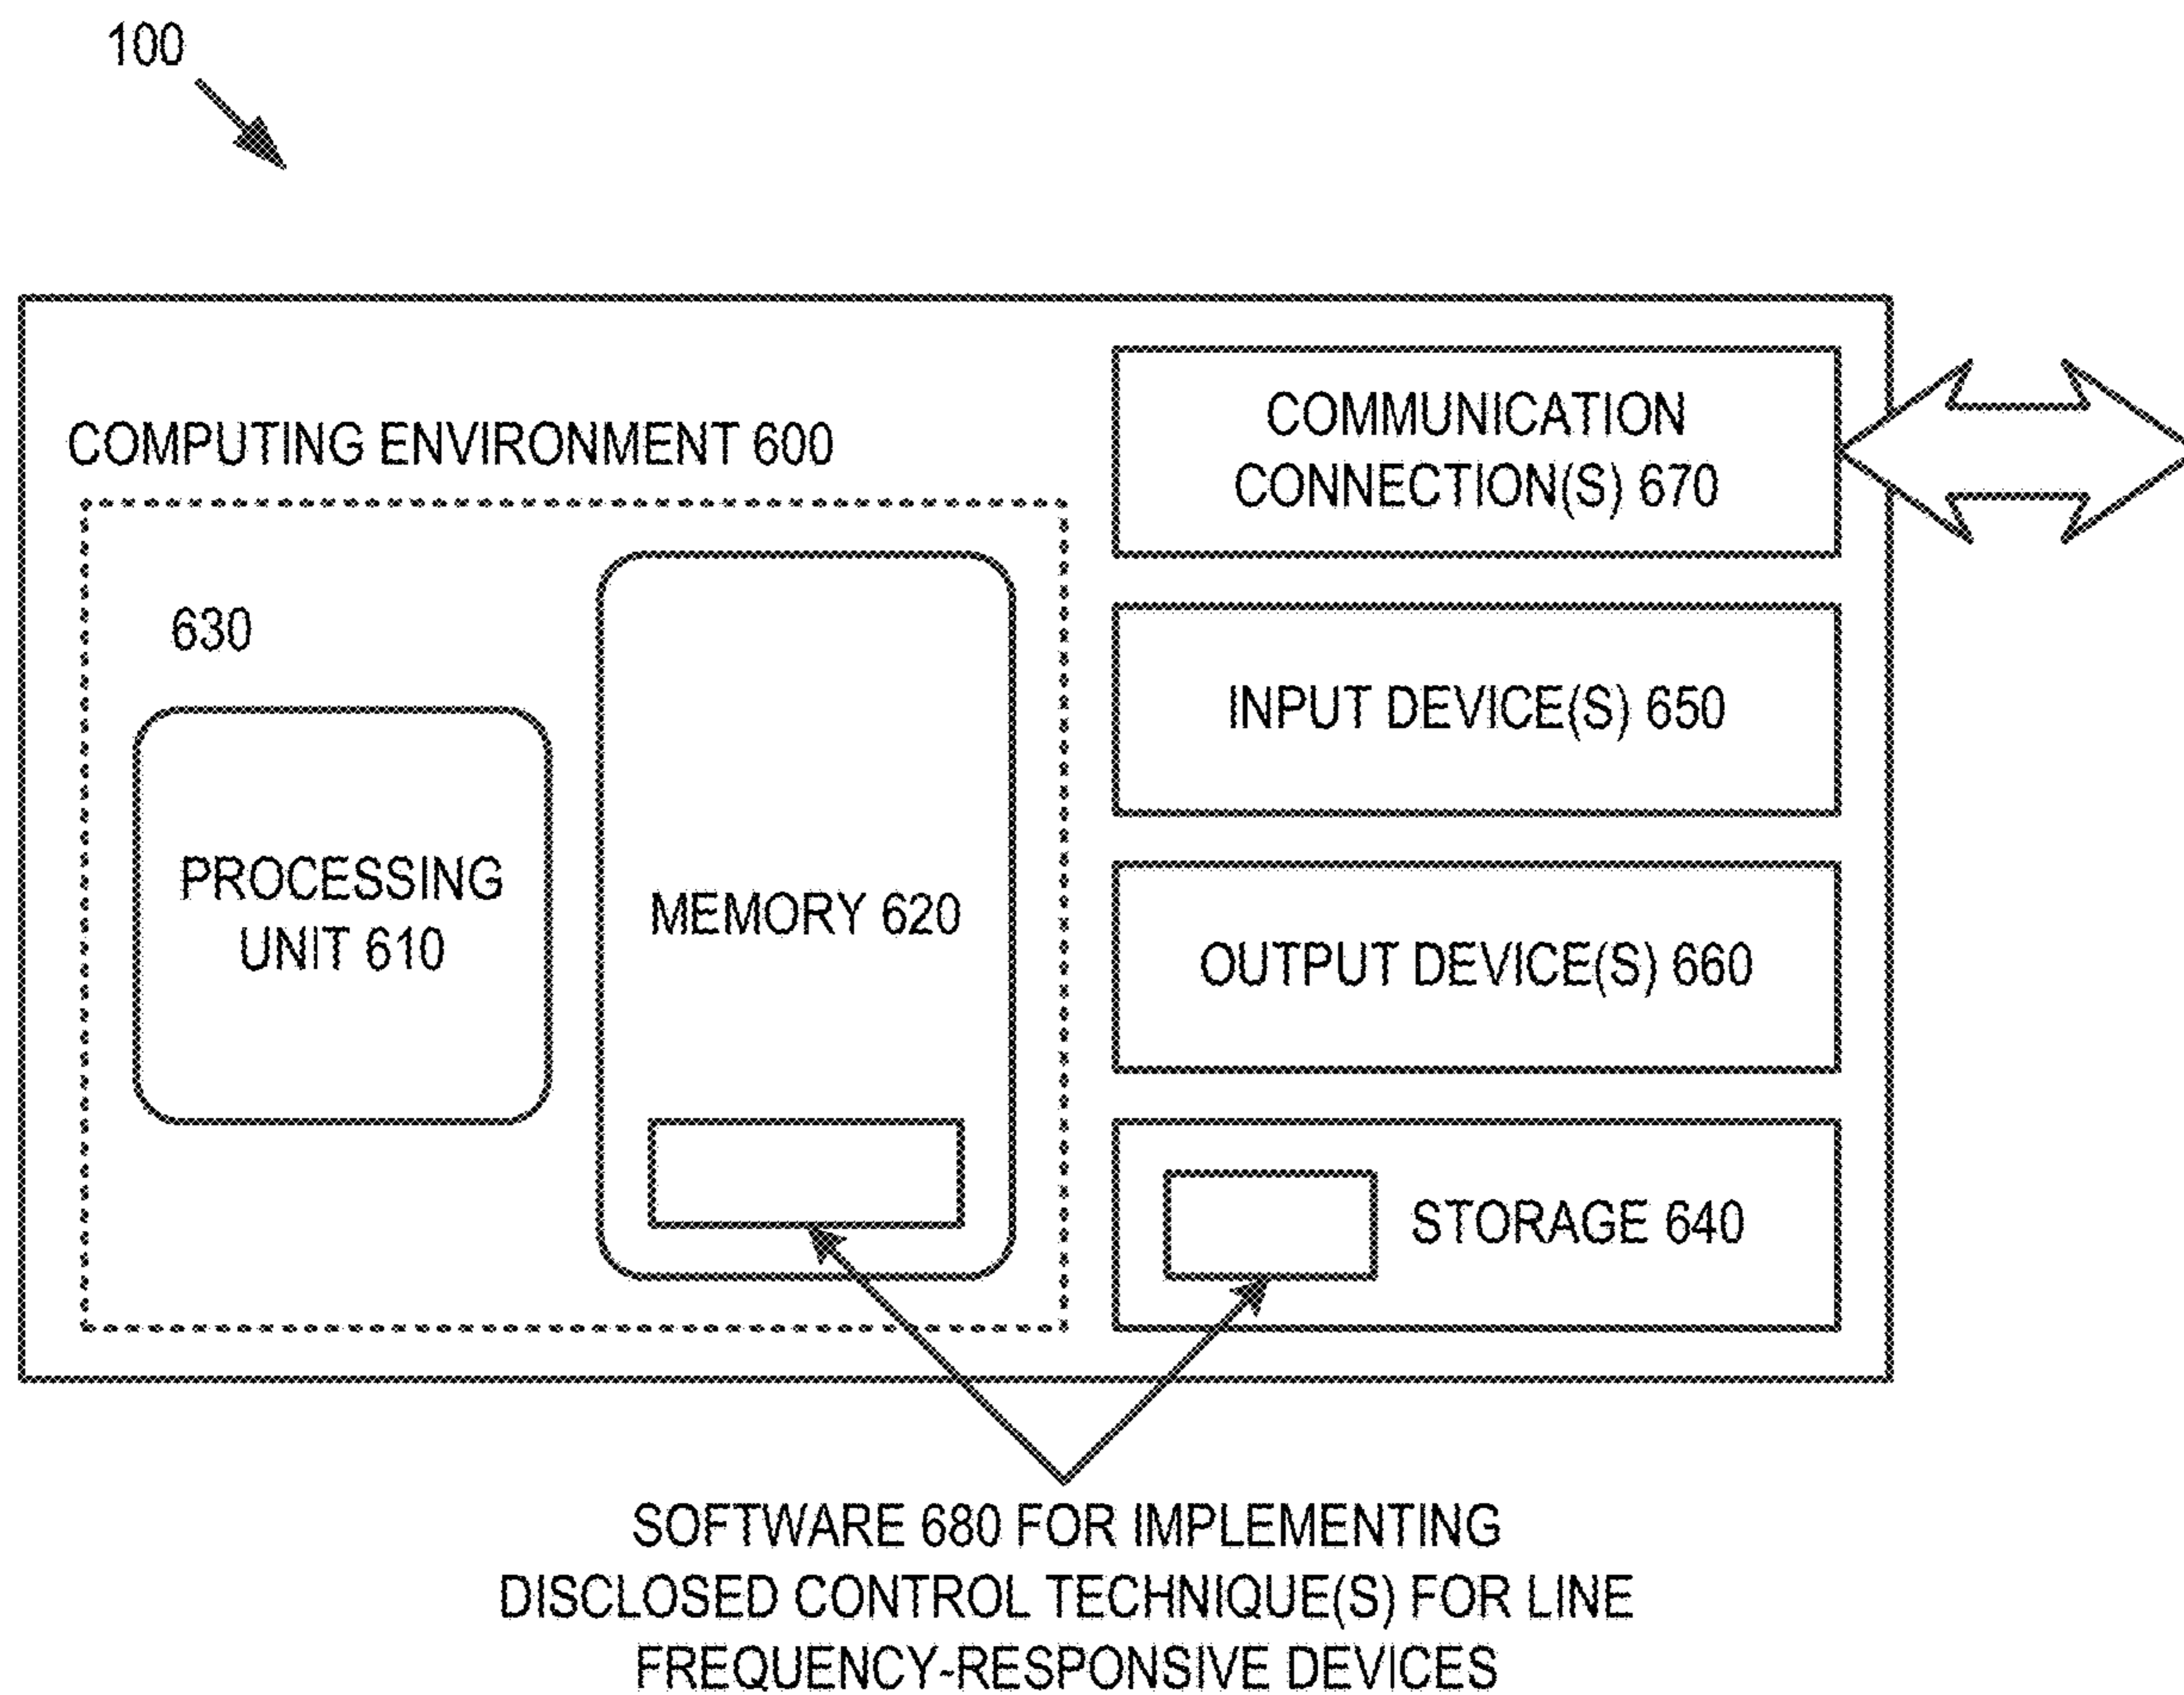 100
COMPUTING ENVIRONMENT 600
630
PROCESSING
UNIT 610
MEMORY 620
COMMUNICATION
CONNECTION(S) 670
INPUT DEVICE(S) 650
OUTPUT DEVICE(S) 660
STORAGE 640
SOFTWARE 680 FOR IMPLEMENTING
DISCLOSED CONTROL TECHNIQUE(S) FOR LINE
FREQUENCY-RESPONSIVE DEVICES